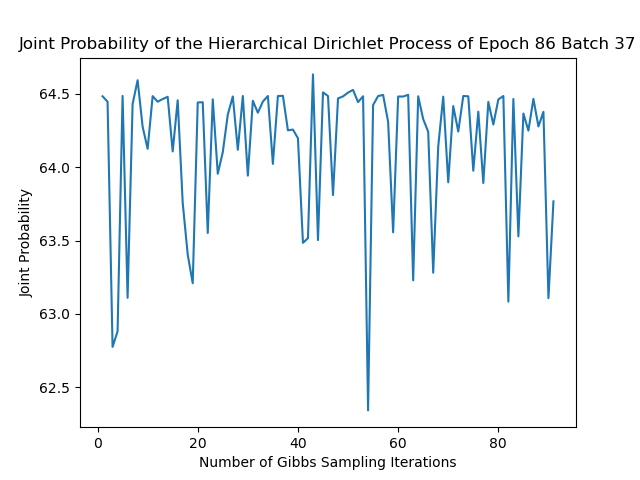 Joint Probability of the Hierarchical Dirichlet Process of Epoch 86 Batch 37
64.5
64.0
63.5
63.0
62.5
Joint Probability
0 20 40 60 80
Number of Gibbs Sampling Iterations